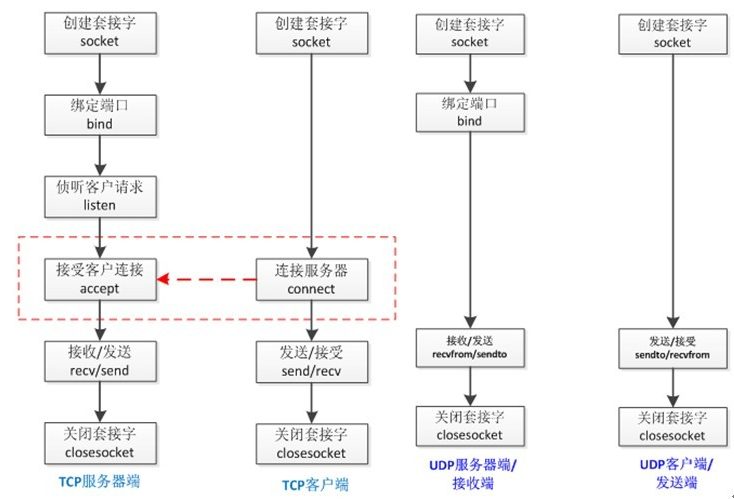 创建套接字
socket
绑定端口
bind
侦听客户请求
listen
接受客户连接
accept
接收/发送
recv/send
关闭套接字
closesocket
TCP服务器端
创建套接字
socket
连接服务器
connect
发送/接受
send/recv
关闭套接字
closesocket
TCP客户端
创建套接字
socket
绑定端口
bind
接收/发送
recvfrom/sendto
关闭套接字
closesocket
UDP服务器端/
接收端
创建套接字
socket
发送/接受
sendto/recvfrom
关闭套接字
closesocket
UDP客户端/
发送端